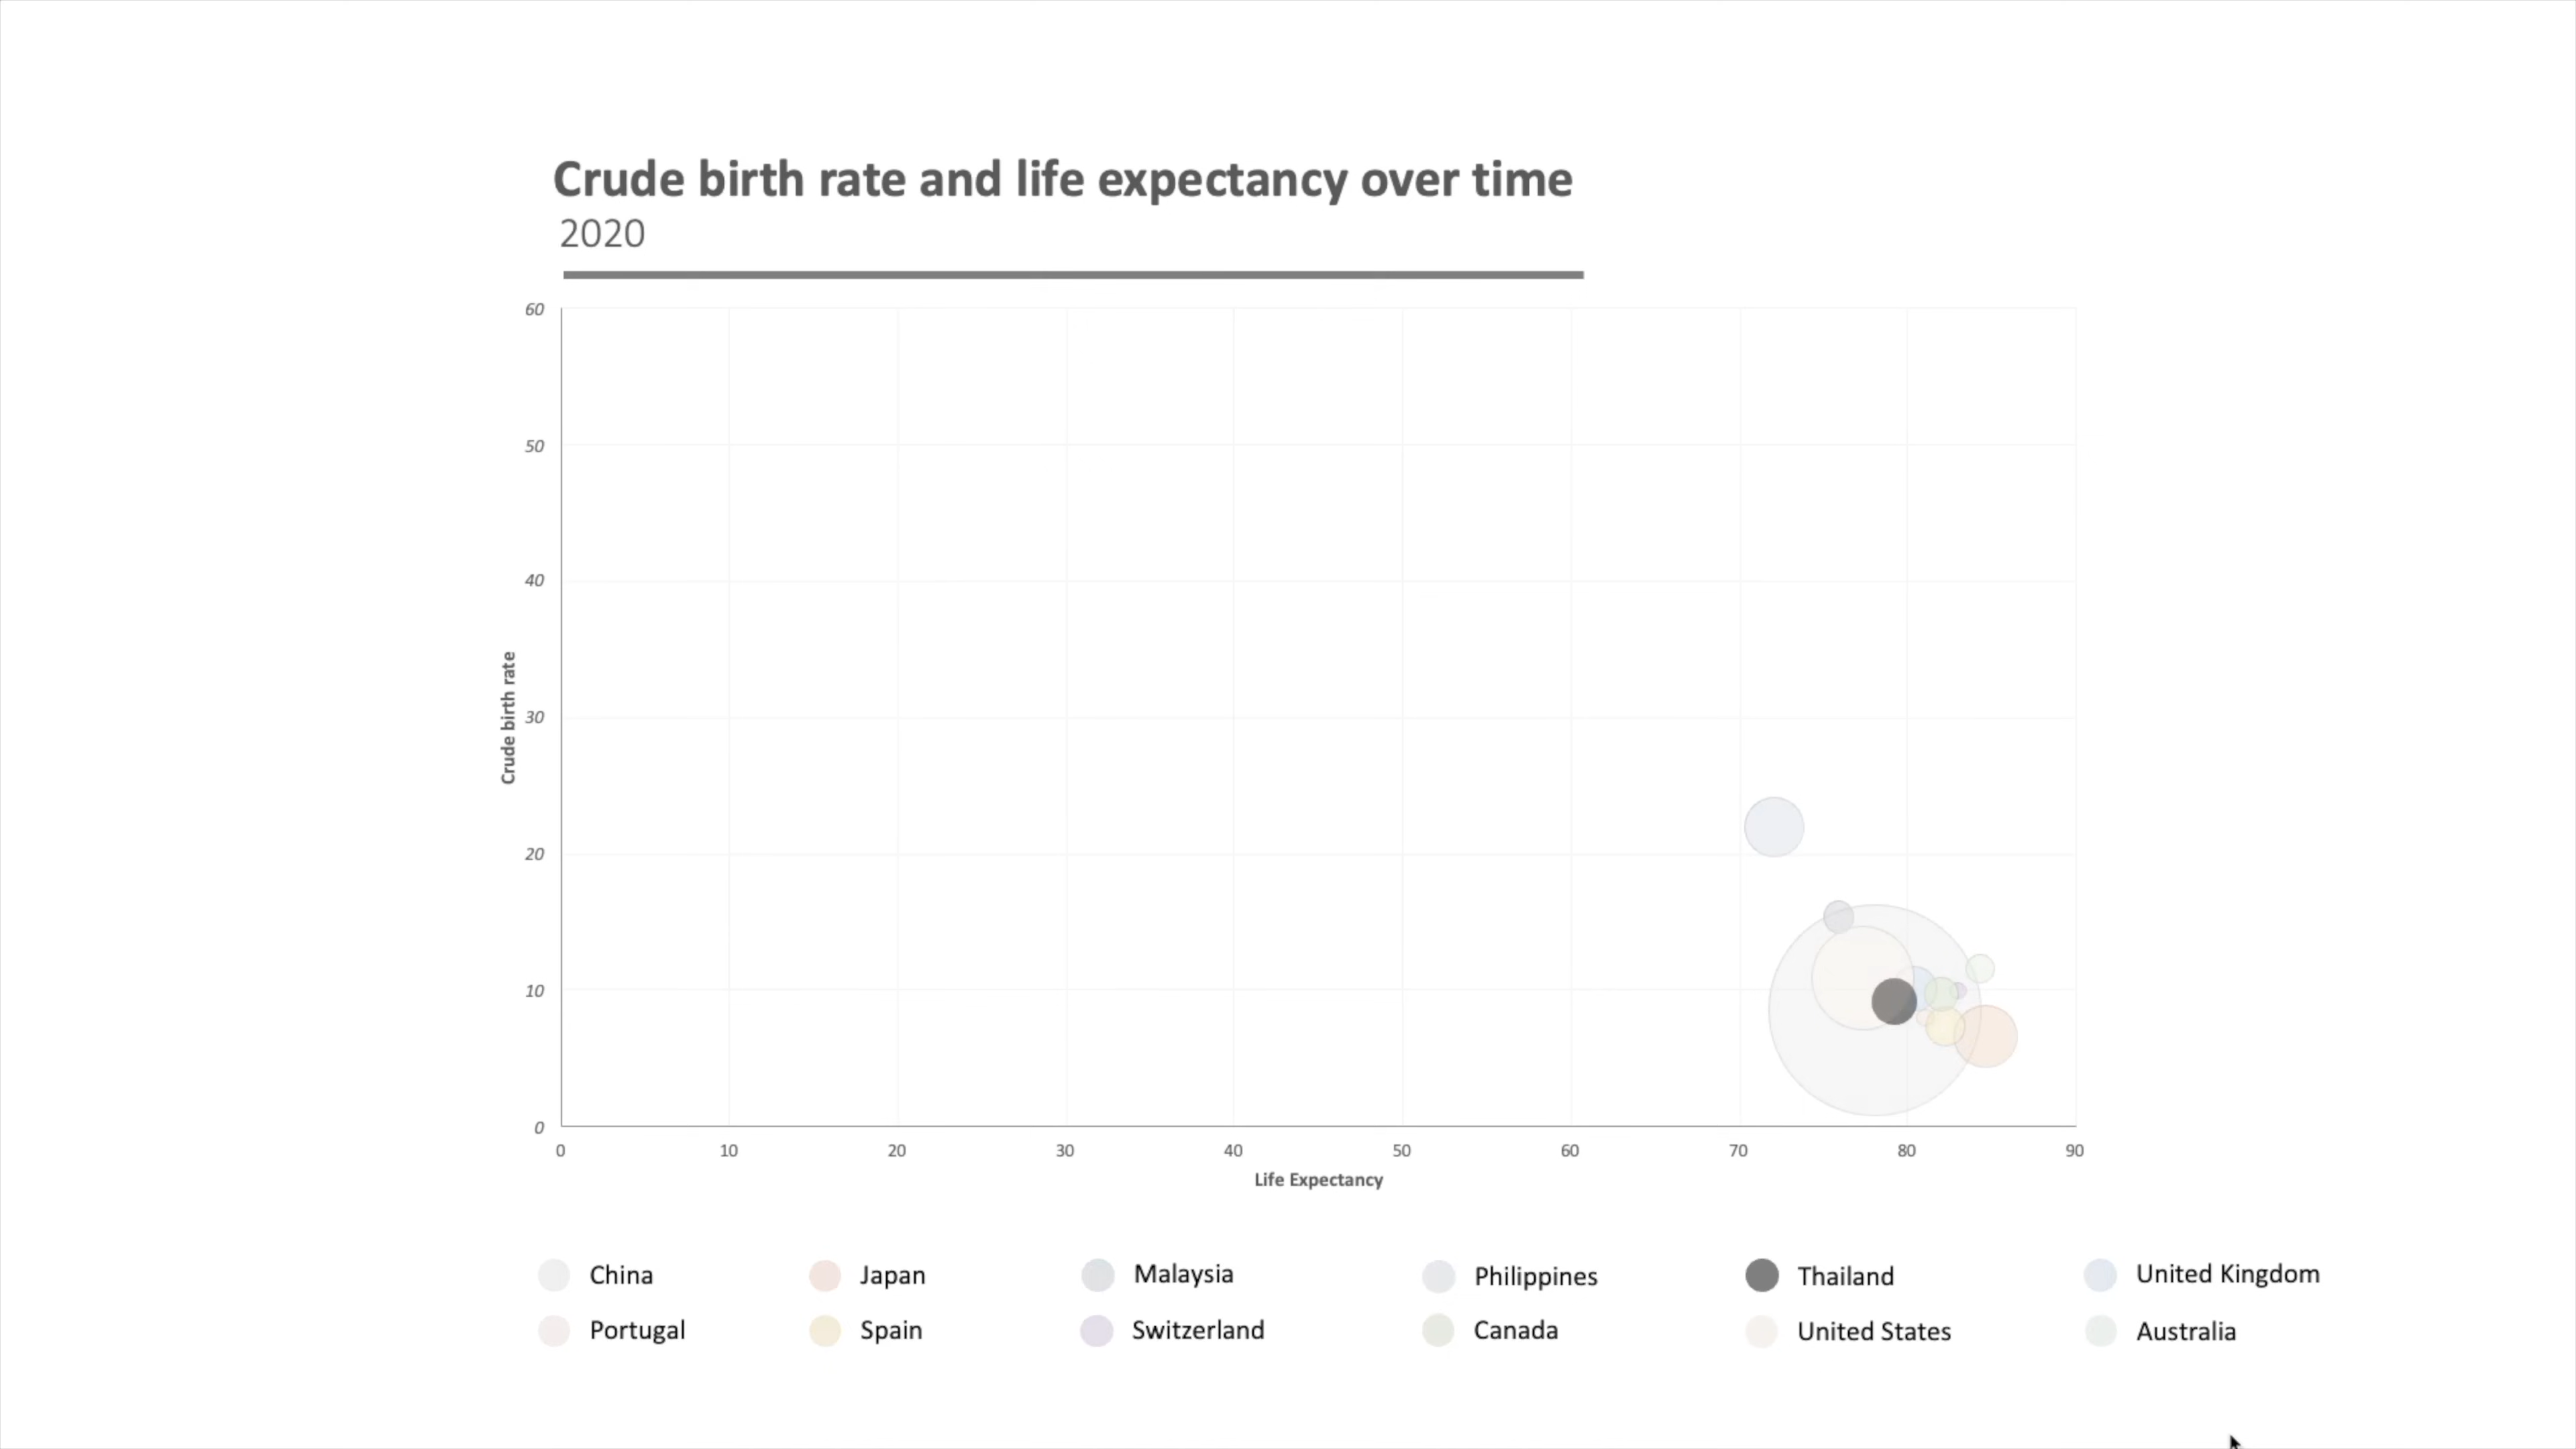 Crude birth rate and life expectancy over time
2020
60
50
40
30
20
10
0
Crude birth rate
0 10 20 30 40 50 60 70 80 90
Life Expectancy
China Japan Malaysia Philippines Thailand United Kingdom
Portugal Spain Switzerland Canada United States Australia